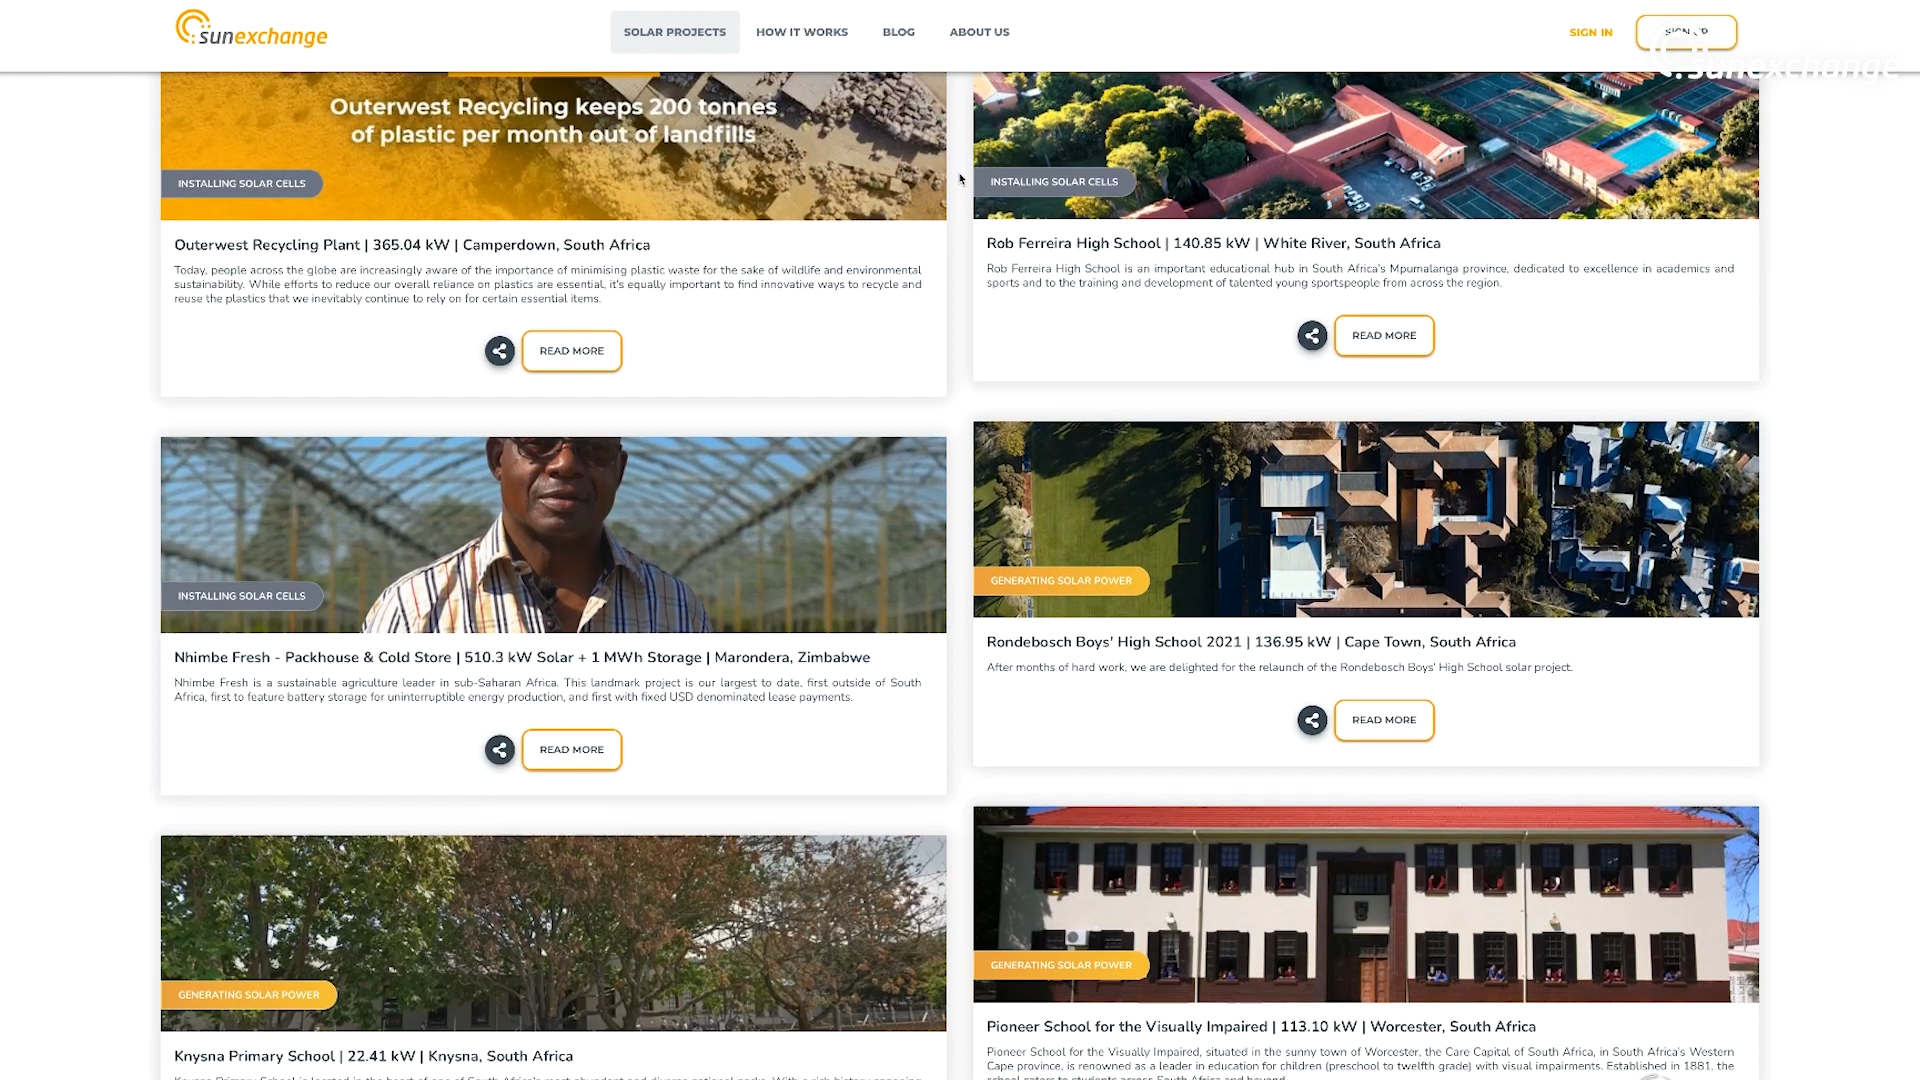 sunexchange
SOLAR PROJECTS
HOW IT WORKS
BLOG
ABOUT US
SIGN IN
SIGN UP
sunexchange
Outerwest Recycling keeps 200 tonnes
of plastic per month out of landfills
INSTALLING SOLAR CELLS
Outerwest Recycling Plant | 365.04 kW | Camperdown, South Africa
Today, people across the globe are increasingly aware of the importance of minimising plastic waste for the sake of wildlife and environmental
sustainability. While efforts to reduce our overall reliance on plastics are essential, it's equally important to find innovative ways to recycle and
reuse the plastics that we inevitably continue to rely on for certain essential items.
READ MORE
INSTALLING SOLAR CELLS
Rob Ferreira High School | 140.85 kW | White River, South Africa
Rob Ferreira High School is an important educational hub in South Africa's Mpumalanga province, dedicated to excellence in academics and
sports and to the training and development of talented young sportspeople from across the region.
READ MORE
INSTALLING SOLAR CELLS
Nhimbe Fresh - Packhouse & Cold Store | 510.3 kW Solar + 1 MWh Storage | Marondera, Zimbabwe
Nhimbe Fresh is a sustainable agriculture leader in sub-Saharan Africa. This landmark project is our largest to date, first outside of South
Africa, first to feature battery storage for uninterruptible energy production, and first with fixed USD denominated lease payments.
READ MORE
GENERATING SOLAR POWER
Rondebosch Boys' High School 2021 | 136.95 kW | Cape Town, South Africa
After months of hard work, we are delighted for the relaunch of the Rondebosch Boys' High School solar project.
READ MORE
GENERATING SOLAR POWER
Knysna Primary School | 22.41 kW | Knysna, South Africa
GENERATING SOLAR POWER
Pioneer School for the Visually Impaired | 113.10 kW | Worcester, South Africa
Pioneer School for the Visually Impaired, situated in the sunny town of Worcester, the Care Capital of South Africa, in South Africa's Western
Cape province, is renowned as a leader in education for children (preschool to twelfth grade) with visual impairments. Established in 1881, the
school caters to students across South Africa and beyond.